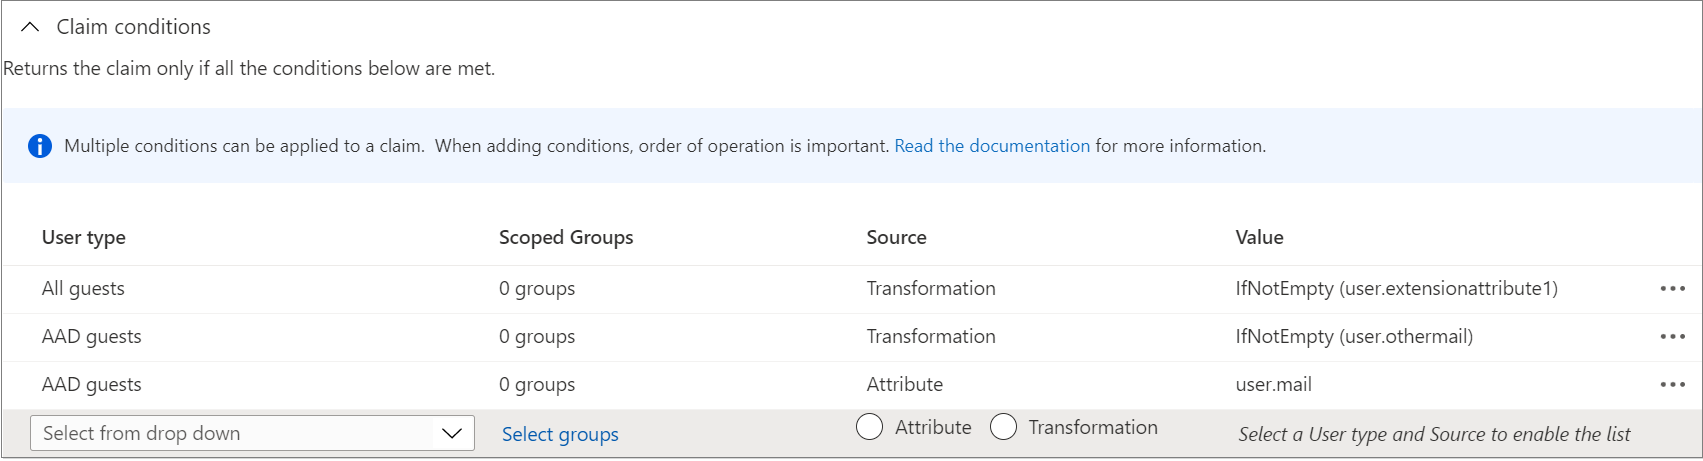 Claim conditions
Returns the claim only if all the conditions below are met.
Multiple conditions can be applied to a claim.  When adding conditions, order of operation is important. Read the documentation for more information.
User type Scoped Groups Source Value
All guests 0 groups Transformation IfNotEmpty (user.extensionattribute1)
AAD guests 0 groups Transformation IfNotEmpty (user.othermail)
AAD guests 0 groups Attribute user.mail
Select from drop down Select groups Attribute Transformation Select a User type and Source to enable the list